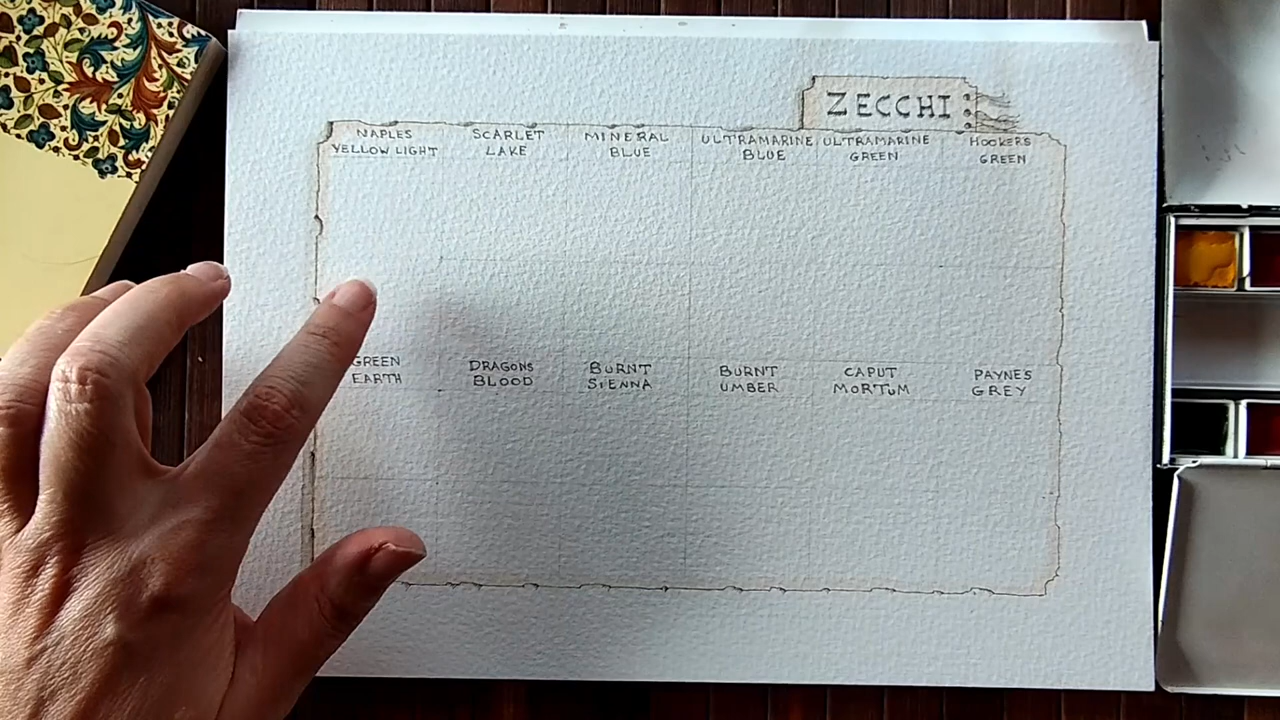 ZECCHI
NAPLES
YELLOW LIGHT
SCARLET
LAKE
MINERAL
BLUE
ULTRAMARINE
BLUE
ULTRAMARINE
GREEN
HOOKERS
GREEN
GREEN
EARTH
DRAGONS
BLOOD
BURNT
SIENNA
BURNT
UMBER
CAPUT
MORTUM
PAYNES
GREY